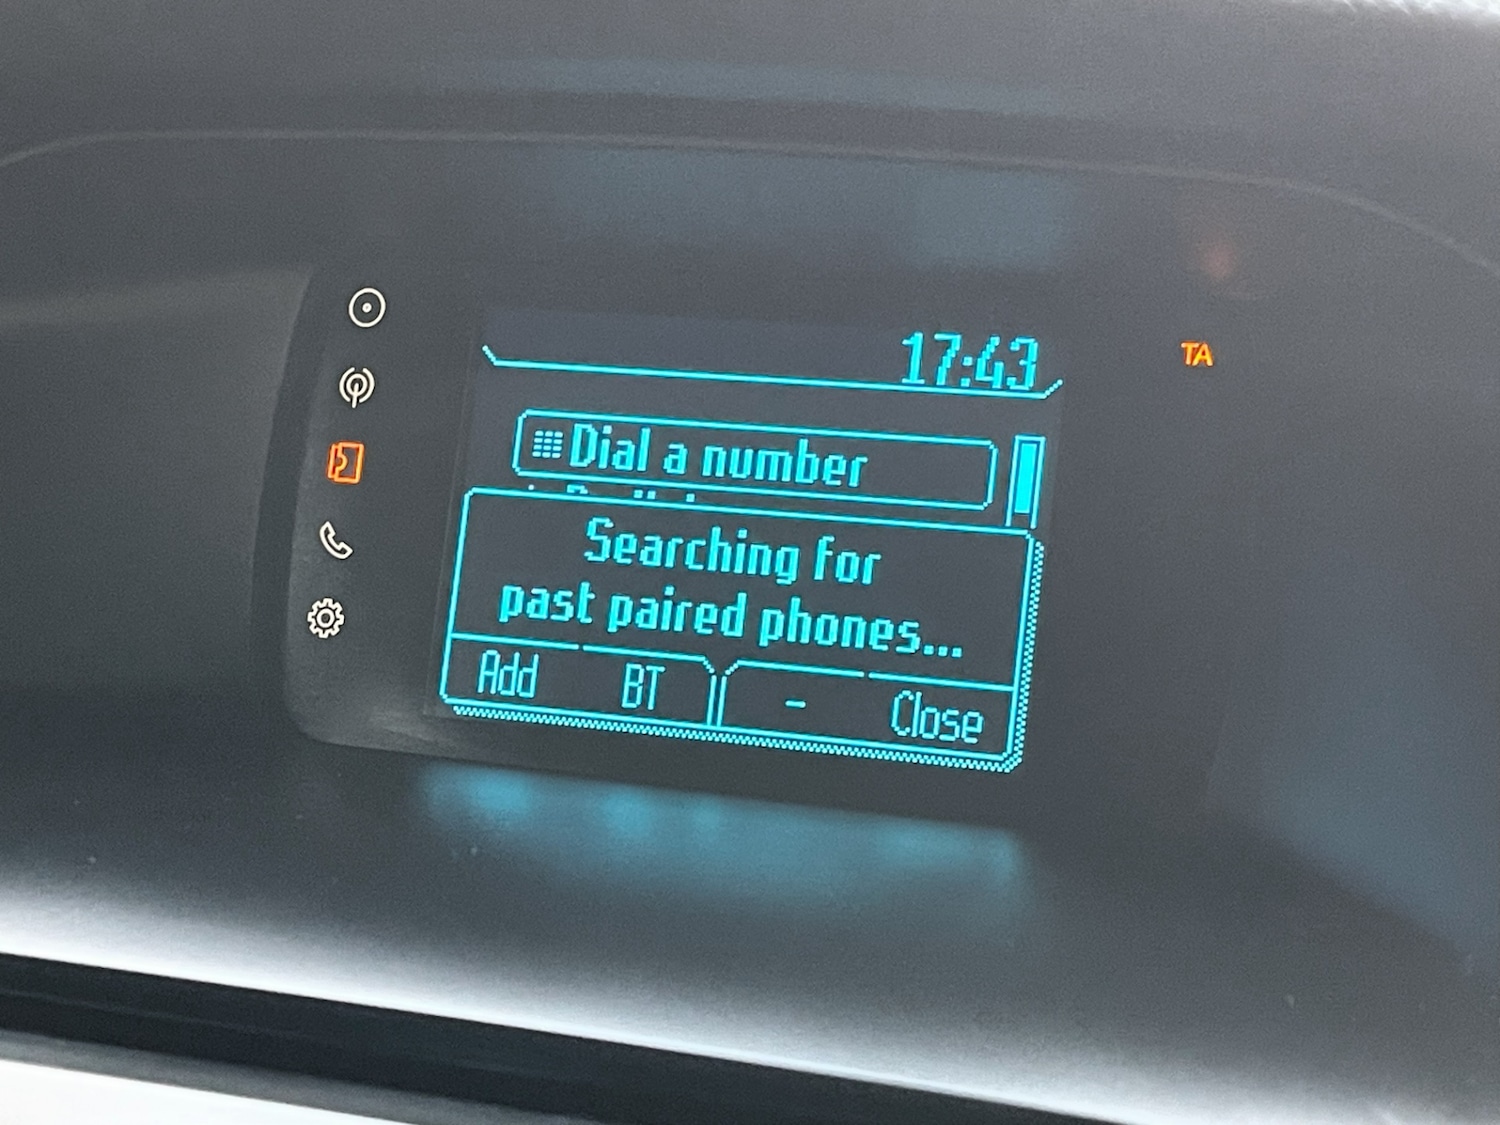 17:43
TA
Dial a number
Searching for
past paired phones...
Add BT - Close